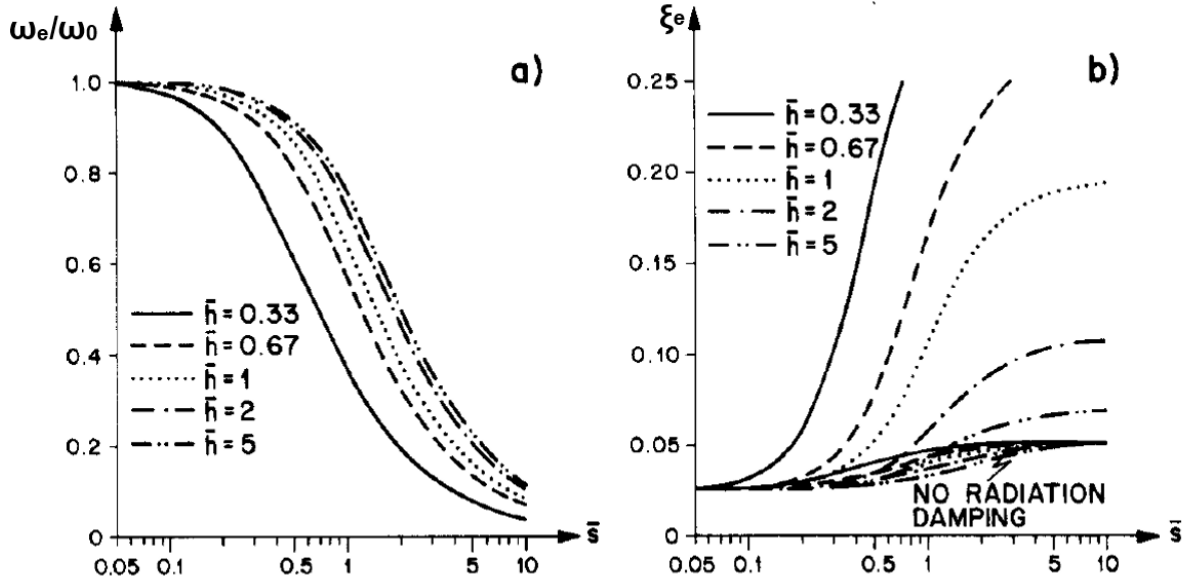 ωe/ω0
a)
1.0
0.8
0.6
0.4
0.2
0
h̄ = 0.33
h̄ = 0.67
h̄ = 1
h̄ = 2
h̄ = 5
0.05 0.1 0.5 1 5 10
s̄
ξe
b)
0.25
0.20
0.15
0.10
0.05
0.00
h̄ = 0.33
h̄ = 0.67
h̄ = 1
h̄ = 2
h̄ = 5
NO RADIATION
DAMPING
0.05 0.1 0.5 1 5 10
s̄